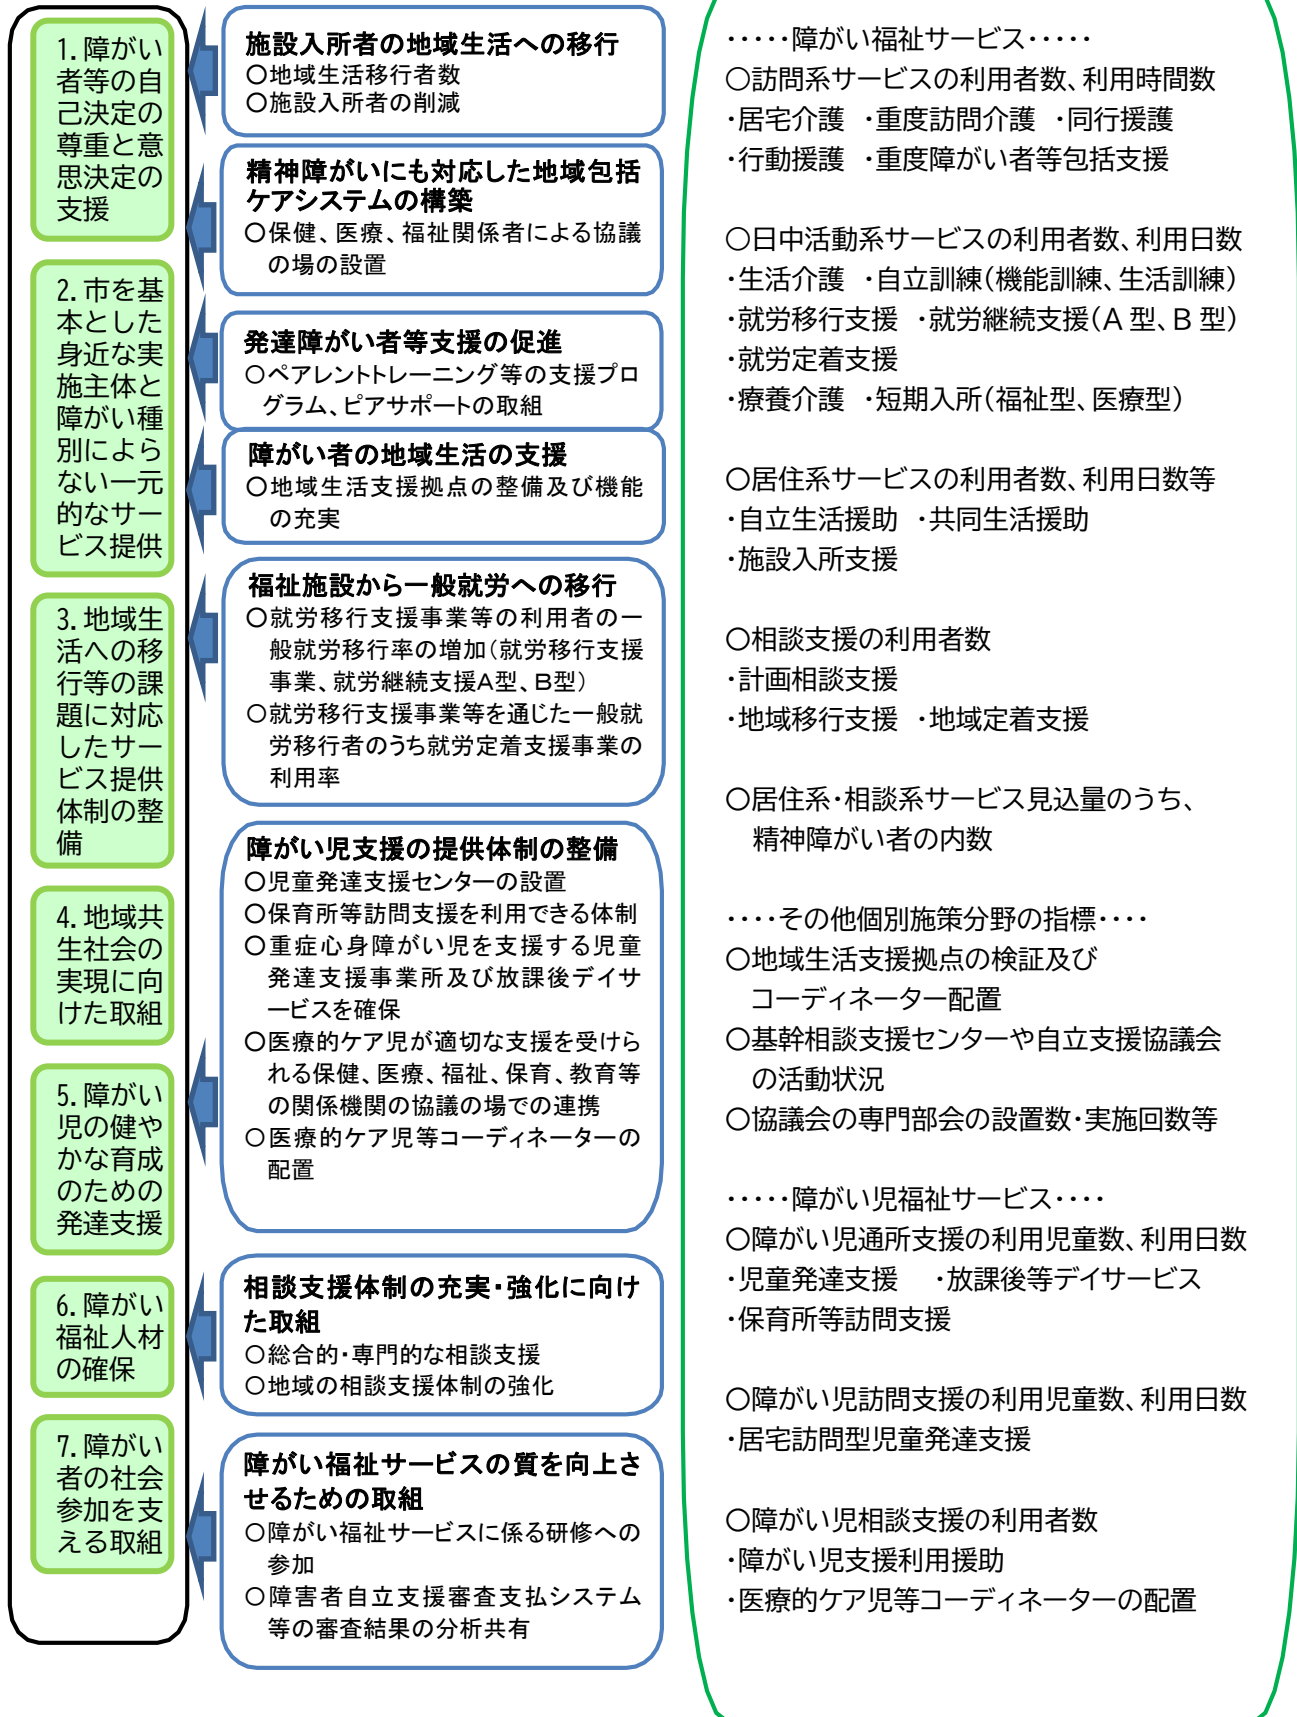 1.障がい
者等の自
己決定の
尊重と意
思決定の
支援
2.市を基
本とした
身近な実
施主体と
障がい種
別によら
ない一元
的なサー
ビス提供
3.地域生
活への移
行等の課
題に対応
したサー
ビス提供
体制の整
備
4.地域共
生社会の
実現に向
けた取組
5.障がい
児の健や
かな育成
のための
発達支援
6.障がい
福祉人材
の確保
7.障がい
者の社会
参加を支
える取組
施設入所者の地域生活への移行
○地域生活移行者数
○施設入所者の削減
精神障がいにも対応した地域包括
ケアシステムの構築
○保健、医療、福祉関係者による協議
の場の設置
発達障がい者等支援の促進
○ペアレントトレーニング等の支援プロ
グラム、ピアサポートの取組
障がい者の地域生活の支援
○地域生活支援拠点の整備及び機能
の充実
福祉施設から一般就労への移行
○就労移行支援事業等の利用者の一
般就労移行率の増加(就労移行支援
事業、就労継続支援A型、B型)
○就労移行支援事業等を通じた一般就
労移行者のうち就労定着支援事業の
利用率
障がい児支援の提供体制の整備
○児童発達支援センターの設置
○保育所等訪問支援を利用できる体制
○重症心身障がい児を支援する児童
発達支援事業所及び放課後デイサ
ービスを確保
○医療的ケア児が適切な支援を受けら
れる保健、医療、福祉、保育、教育等
の関係機関の協議の場での連携
○医療的ケア児等コーディネーターの
配置
相談支援体制の充実・強化に向け
た取組
○総合的・専門的な相談支援
○地域の相談支援体制の強化
障がい福祉サービスの質を向上さ
せるための取組
○障がい福祉サービスに係る研修への
参加
○障害者自立支援審査支払システム
等の審査結果の分析共有
・・・・・障がい福祉サービス・・・・・
○訪問系サービスの利用者数、利用時間数
・居宅介護 ・重度訪問介護 ・同行援護
・行動援護 ・重度障がい者等包括支援
○日中活動系サービスの利用者数、利用日数
・生活介護 ・自立訓練(機能訓練、生活訓練)
・就労移行支援 ・就労継続支援(A型、B型)
・就労定着支援
・療養介護 ・短期入所(福祉型、医療型)
○居住系サービスの利用者数、利用日数等
・自立生活援助 ・共同生活援助
・施設入所支援
○相談支援の利用者数
・計画相談支援
・地域移行支援 ・地域定着支援
○居住系・相談系サービス見込量のうち、
精神障がい者の内数
・・・・その他個別施策分野の指標・・・・
○地域生活支援拠点の検証及び
コーディネーター配置
○基幹相談支援センターや自立支援協議会
の活動状況
○協議会の専門部会の設置数・実施回数等
・・・・・障がい児福祉サービス・・・・
○障がい児通所支援の利用児童数、利用日数
・児童発達支援 ・放課後等デイサービス
・保育所等訪問支援
○障がい児訪問支援の利用児童数、利用日数
・居宅訪問型児童発達支援
○障がい児相談支援の利用者数
・障がい児支援利用援助
・医療的ケア児等コーディネーターの配置